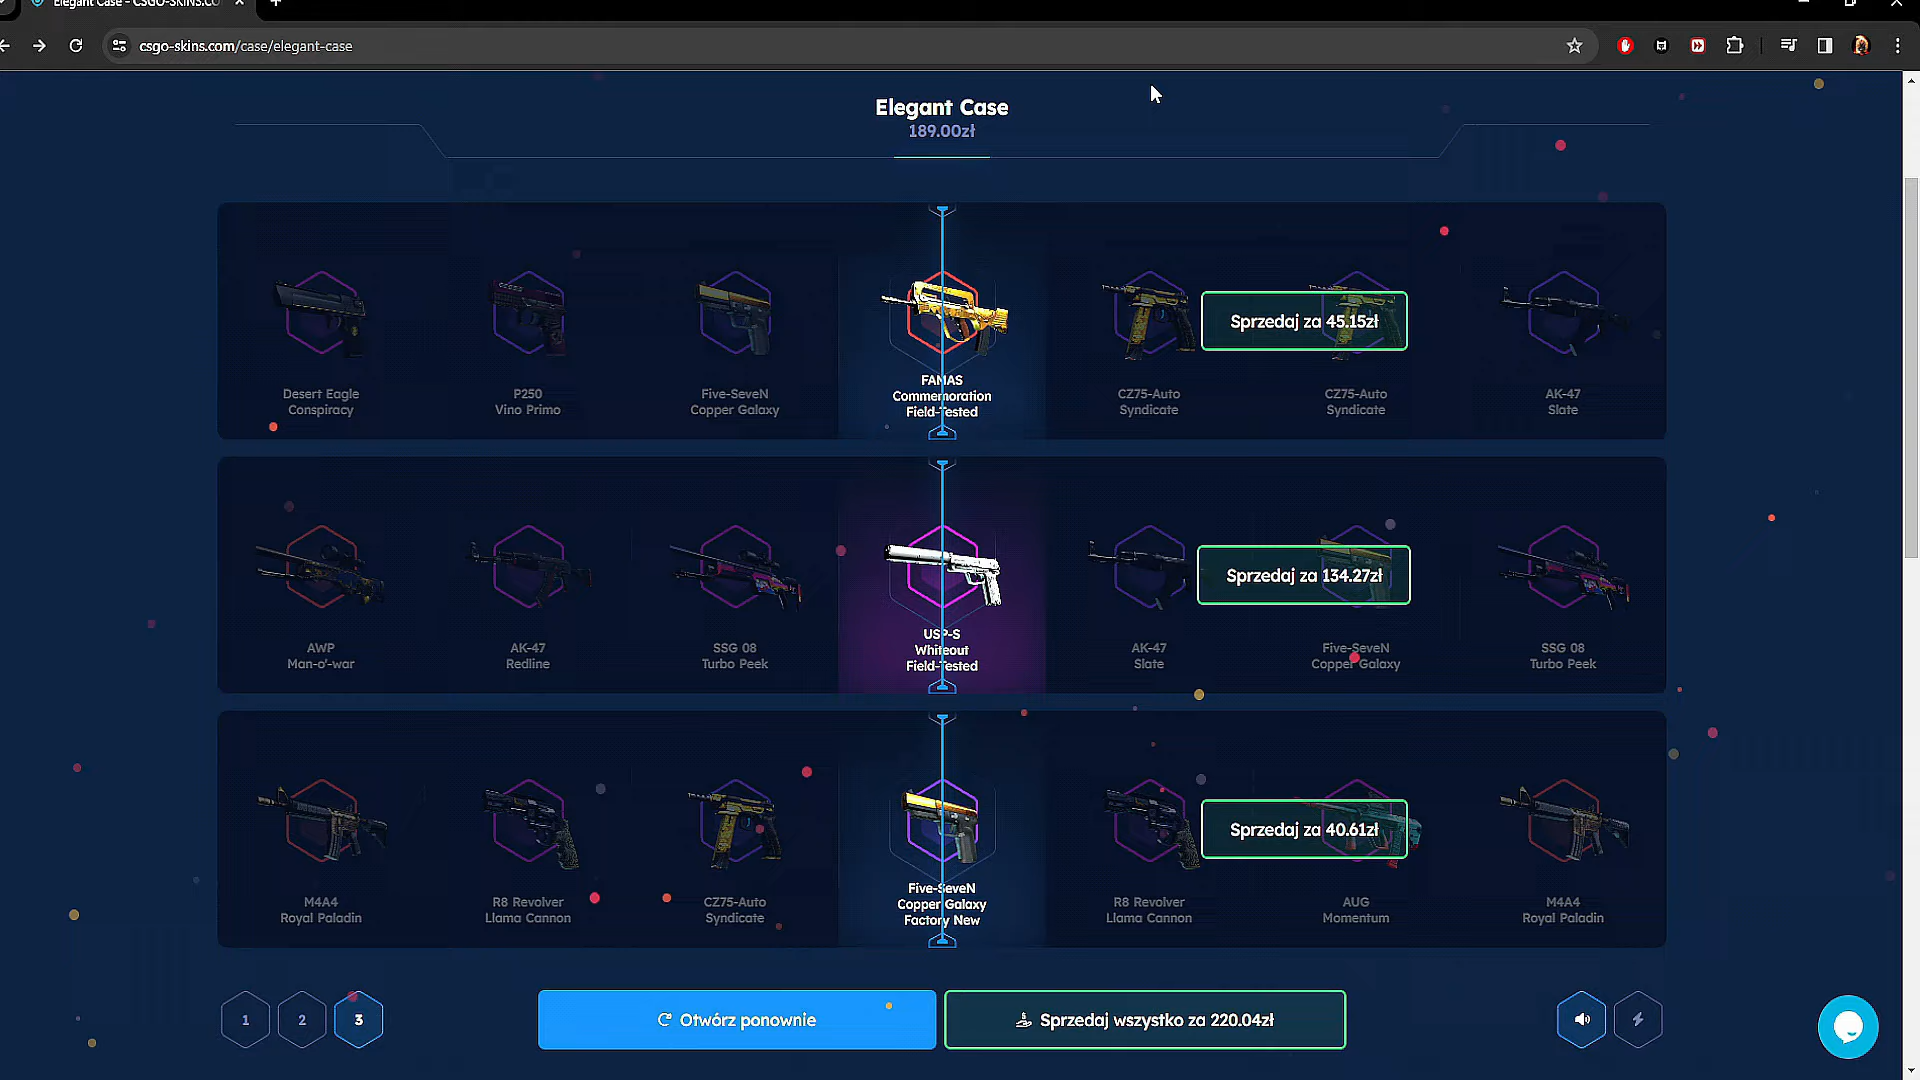 Elegant Case - CSGO-SKINS.CO
csgo-skins.com/case/elegant-case
Elegant Case
189.00zł
Desert Eagle
Conspiracy
P250
Vino Primo
Five-SeveN
Copper Galaxy
FAMAS
Commemoration
Field-Tested
CZ75-Auto
Syndicate
Sprzedaj za 45.15zł
CZ75-Auto
Syndicate
AK-47
Slate
AWP
Man-o'-war
AK-47
Redline
SSG 08
Turbo Peek
USP-S
Whiteout
Field-Tested
AK-47
Slate
Sprzedaj za 134.27zł
Five-SeveN
Copper Galaxy
SSG 08
Turbo Peek
M4A4
Royal Paladin
R8 Revolver
Llama Cannon
CZ75-Auto
Syndicate
Five-SeveN
Copper Galaxy
Factory New
R8 Revolver
Llama Cannon
Sprzedaj za 40.61zł
AUG
Momentum
M4A4
Royal Paladin
1
2
3
Otwórz ponownie
Sprzedaj wszystko za 220.04zł